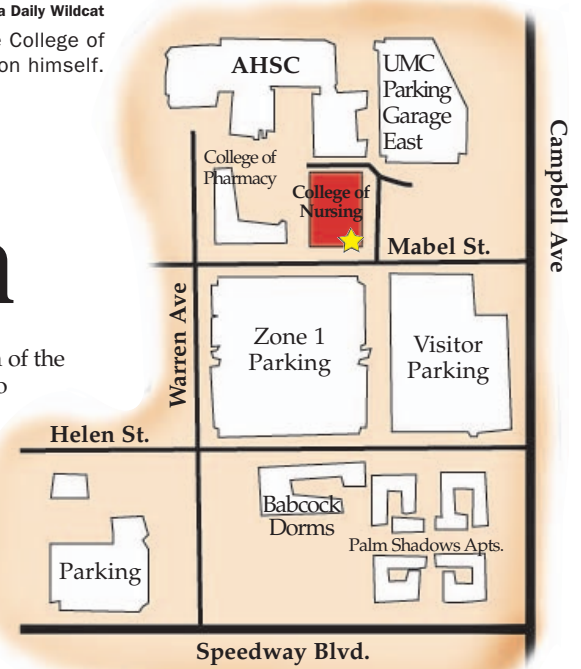 a Daily Wildcat
e College of
on himself.
AHSC
UMC
Parking
Garage
East
College of
Pharmacy
College of
Nursing
Campbell Ave
Mabel St.
n
n of the
o
Warren Ave
Zone 1
Parking
Visitor
Parking
Helen St.
Babcock
Dorms
Palm Shadows Apts.
Parking
Speedway Blvd.